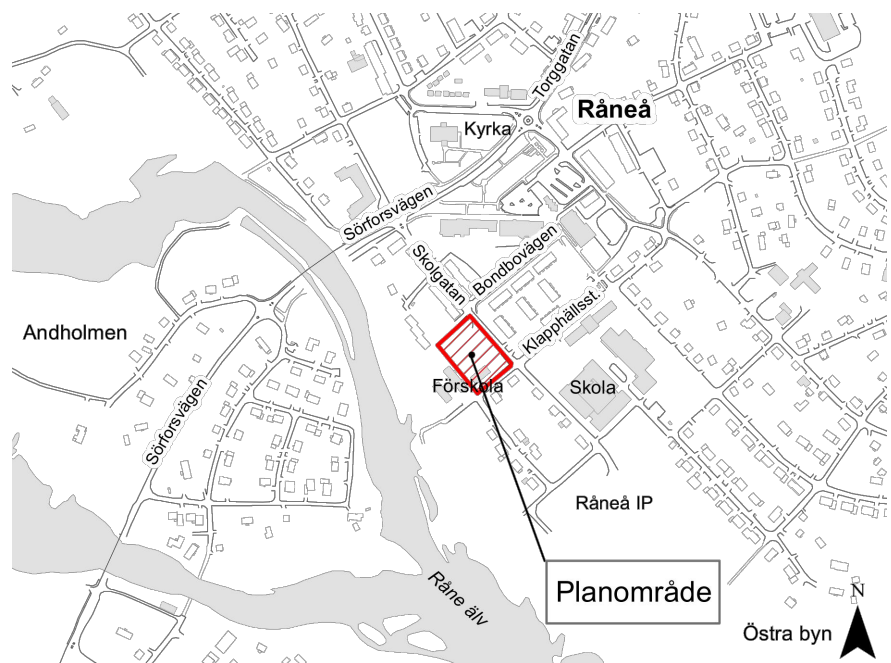 Torggatan
Råneå
Kyrka
Sörforsvägen
Skolgatan
Bondbovägen
Klapphällsst.
Andholmen
Förskola
Skola
Sörforsvägen
Råneå IP
Planområde
Råne älv
N
Östra byn